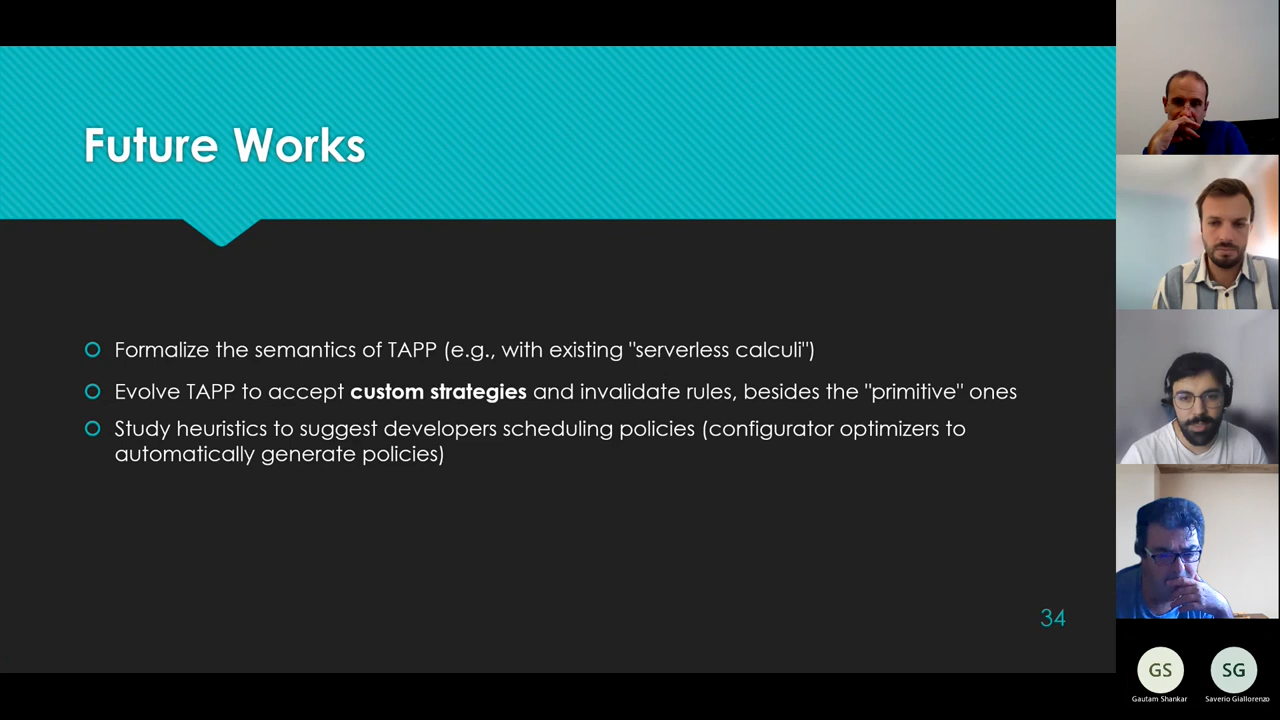 Future Works
Formalize the semantics of TAPP (e.g., with existing "serverless calculi")
Evolve TAPP to accept custom strategies and invalidate rules, besides the "primitive" ones
Study heuristics to suggest developers scheduling policies (configurator optimizers to
automatically generate policies)
34
GS
SG
Gautam Shankar
Saverio Giallorenzo